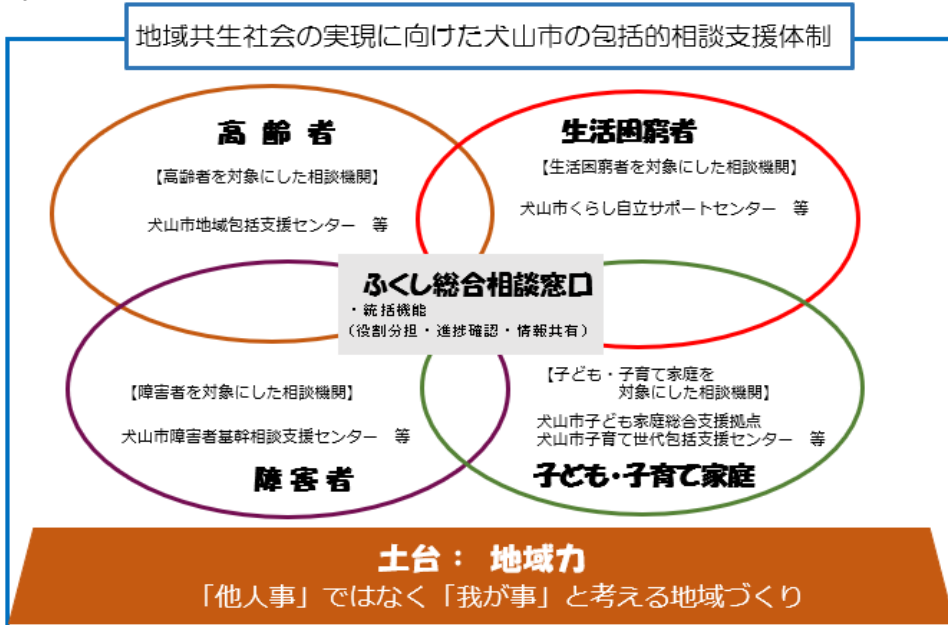 地域共生社会の実現に向けた犬山市の包括的相談支援体制
高齢者
【高齢者を対象にした相談機関】
犬山市地域包括支援センター　等
生活困窮者
【生活困窮者を対象にした相談機関】
犬山市くらし自立サポートセンター　等
ふくし総合相談窓口
・統括機能
（役割分担・進捗確認・情報共有）
【障害者を対象にした相談機関】
犬山市障害者基幹相談支援センター　等
障害者
【子ども・子育て家庭を
対象にした相談機関】
犬山市子ども家庭総合支援拠点
犬山市子育て世代包括支援センター　等
子ども・子育て家庭
土台：　地域力
「他人事」ではなく「我が事」と考える地域づくり